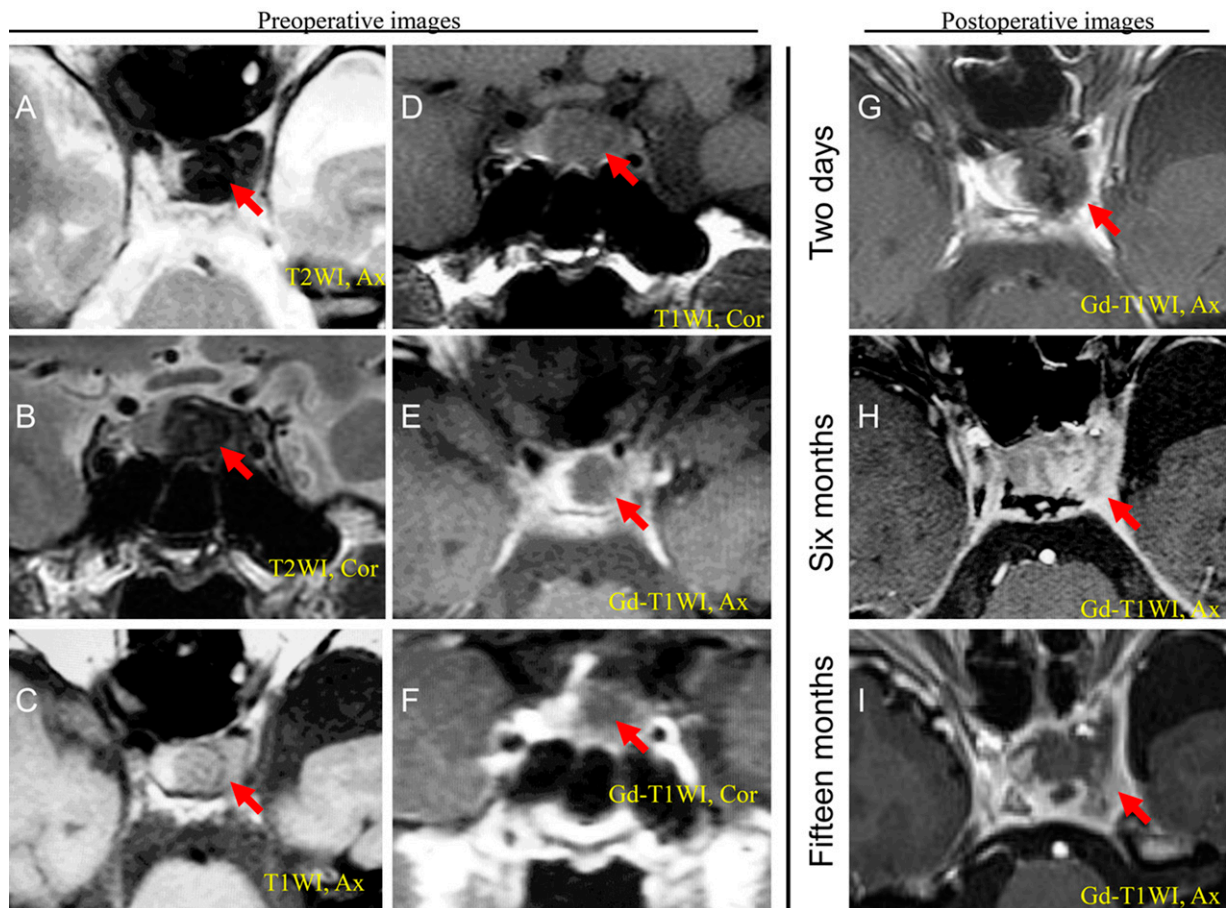 Preoperative images
Postoperative images
A
T2WI, Ax
D
T1WI, Cor
Two days
G
Gd-T1WI, Ax
B
T2WI, Cor
E
Gd-T1WI, Ax
Six months
H
Gd-T1WI, Ax
C
T1WI, Ax
F
Gd-T1WI, Cor
Fifteen months
I
Gd-T1WI, Ax